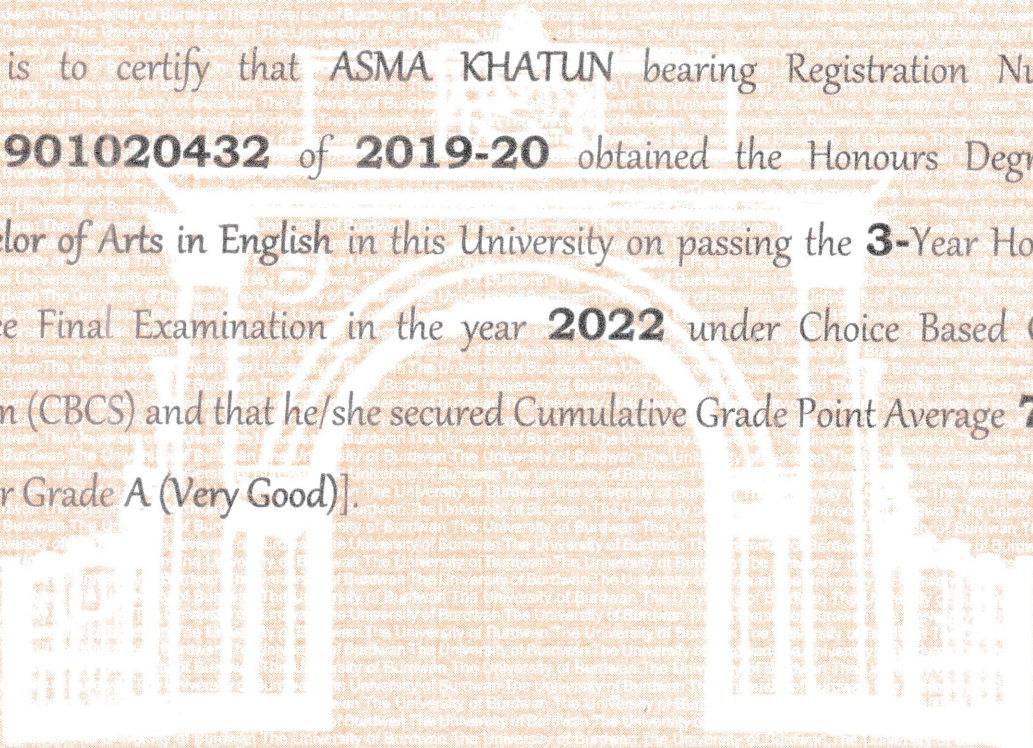 is to certify that ASMA KHATUN bearing Registration Nu
901020432 of 2019-20 obtained the Honours Degr
elor of Arts in English in this University on passing the 3-Year Ho
ee Final Examination in the year 2022 under Choice Based
n (CBCS) and that he/she secured Cumulative Grade Point Average 7
r Grade A (Very Good)].